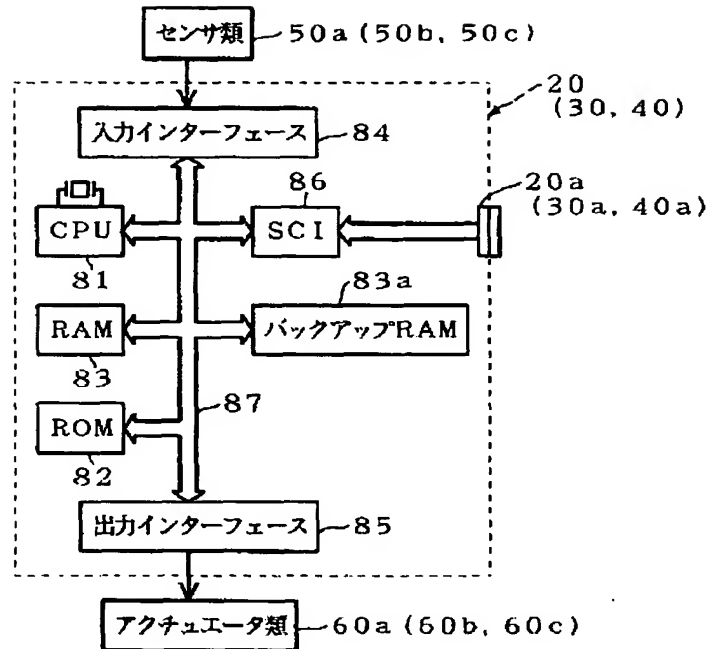 センサ類
50a (50b, 50c)
20
(30, 40)
入力インターフェース
84
20a
(30a, 40a)
86
CPU
SCI
81
83a
RAM
バックアップRAM
83
87
ROM
82
出力インターフェース
85
アクチュエータ類
60a (60b, 60c)